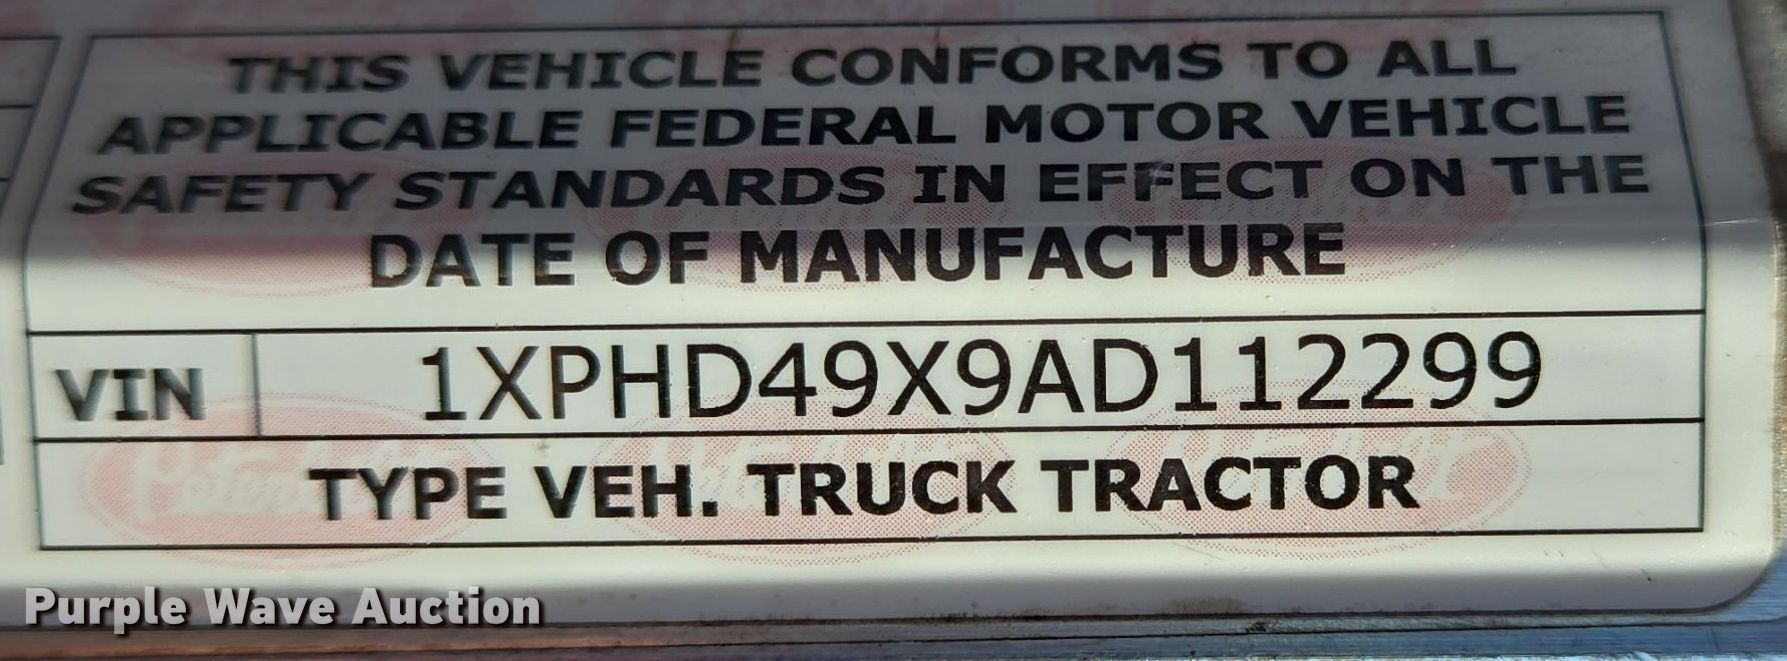 THIS VEHICLE CONFORMS TO ALL
APPLICABLE FEDERAL MOTOR VEHICLE
SAFETY STANDARDS IN EFFECT ON THE
DATE OF MANUFACTURE
VIN 1XPHD49X9AD112299
TYPE VEH. TRUCK TRACTOR
Purple Wave Auction